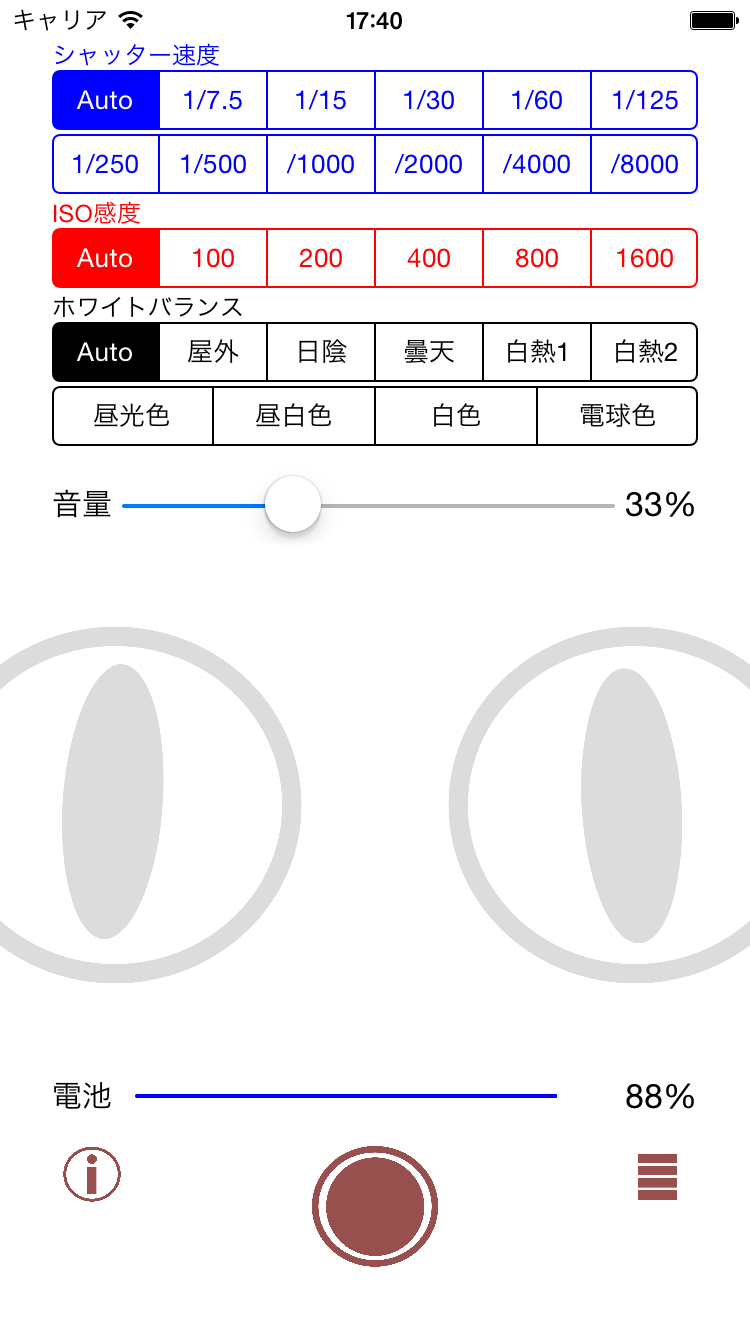 キャリア 17:40
シャッター速度
Auto 1/7.5 1/15 1/30 1/60 1/125
1/250 1/500 /1000 /2000 /4000 /8000
ISO感度
Auto 100 200 400 800 1600
ホワイトバランス
Auto 屋外 日陰 曇天 白熱1 白熱2
昼光色 昼白色 白色 電球色
音量 33%
電池 88%
i